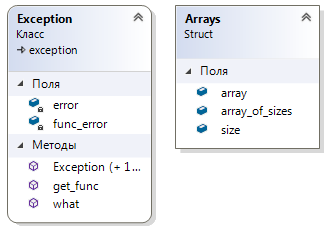 Exception
Класс
exception
Поля
error
func_error
Методы
Exception (+ 1...
get_func
what
Arrays
Struct
Поля
array
array_of_sizes
size